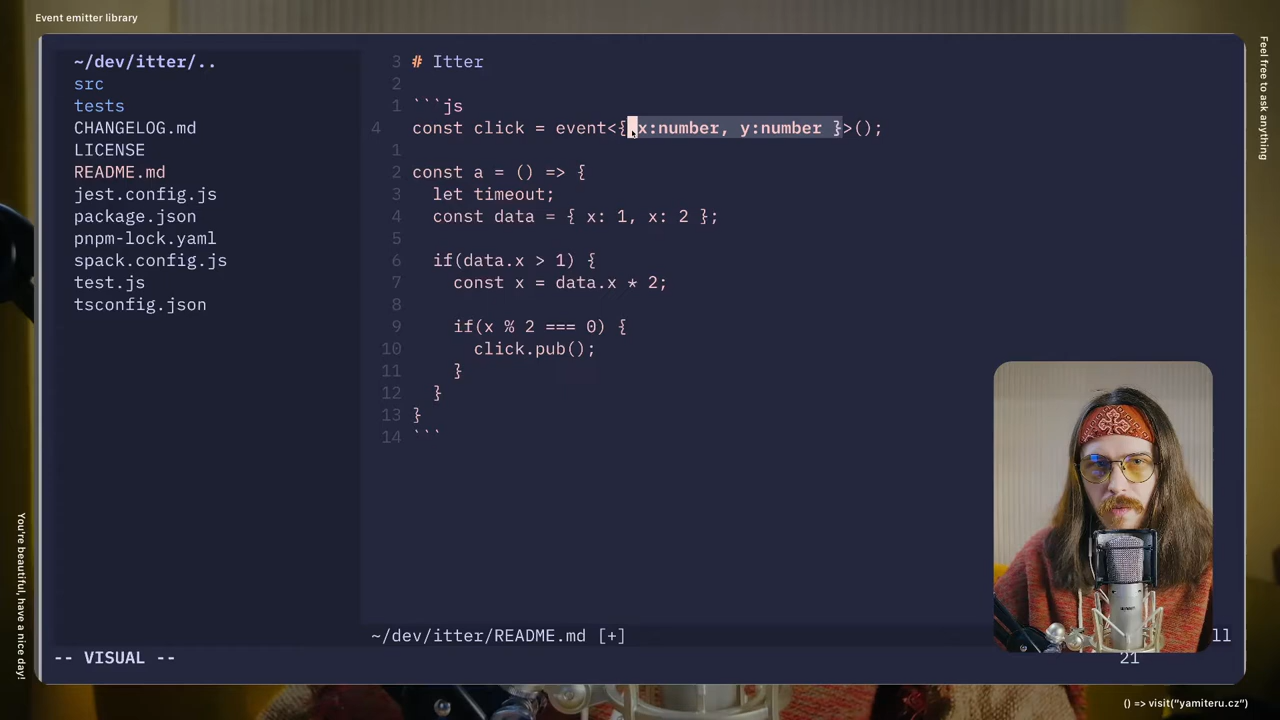 Event emitter library
Feel free to ask anything
~/dev/itter/..
src
tests
CHANGELOG.md
LICENSE
README.md
jest.config.js
package.json
pnpm-lock.yaml
spack.config.js
test.js
tsconfig.json
3 # Itter
2
1 ```js
4 const click = event<{ x:number, y:number }>();
1
2 const a = () => {
3 let timeout;
4 const data = { x: 1, x: 2 };
5
6 if(data.x > 1) {
7 const x = data.x * 2;
8
9 if(x % 2 === 0) {
10 click.pub();
11 }
12 }
13 }
14 ```
~/dev/itter/README.md [+]
-- VISUAL --
21
You're beautiful, have a nice day!
() => visit("yamiteru.cz")